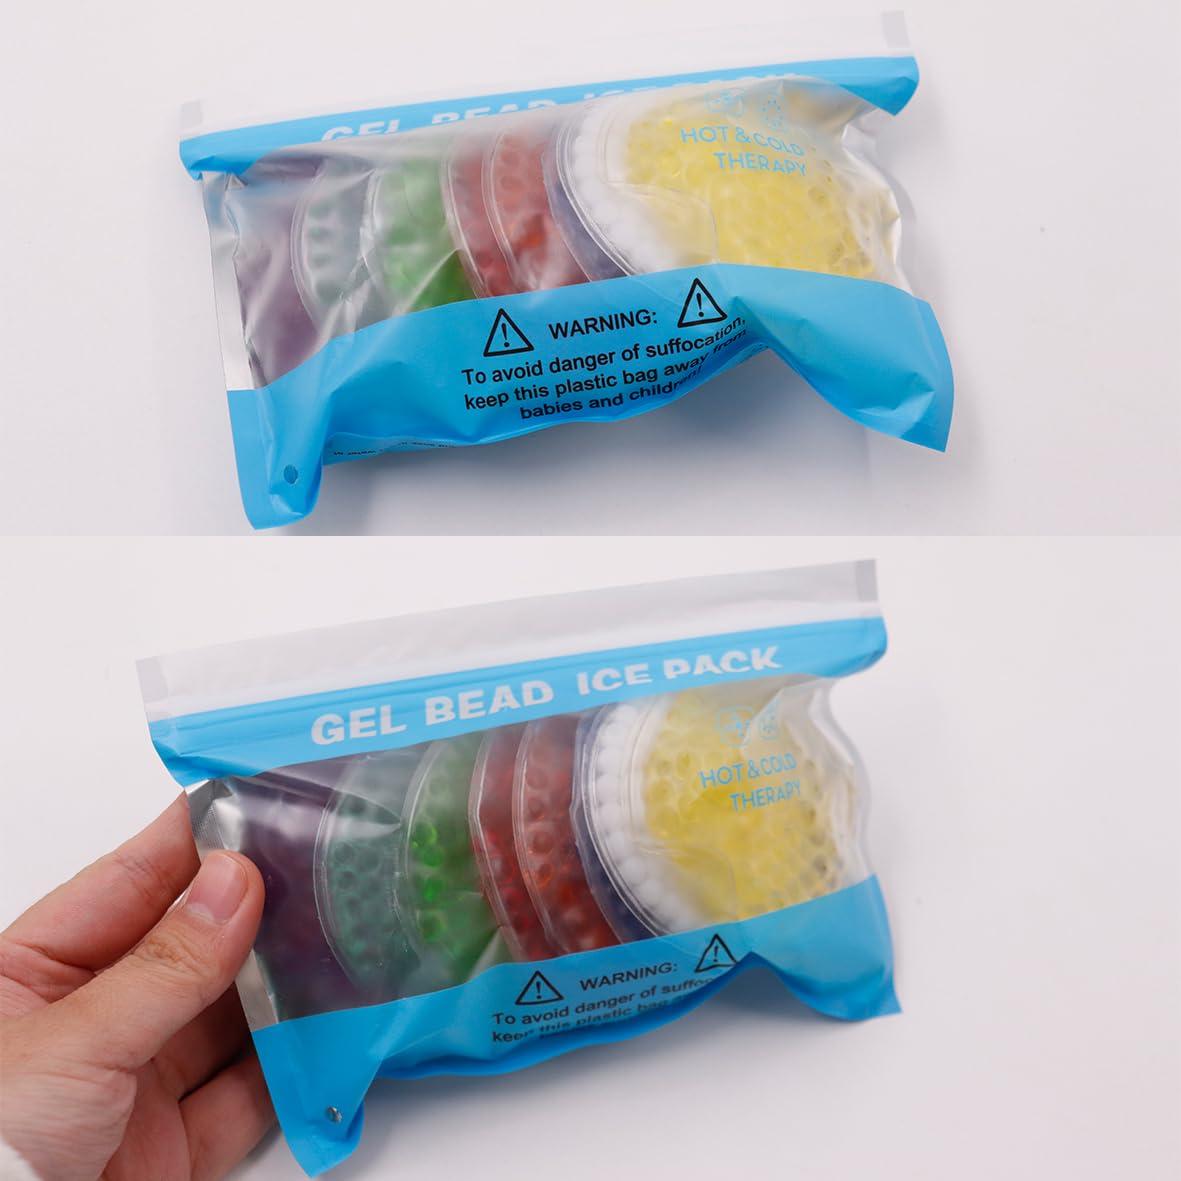 GEL BEAD ICE PACK
HOT & COLD
THERAPY
WARNING:
To avoid danger of suffocation,
keep this plastic bag away from
babies and children!
GEL BEAD ICE PACK
HOT & COLD
THERAPY
WARNING:
To avoid danger of suffoc
keep this plastic bag